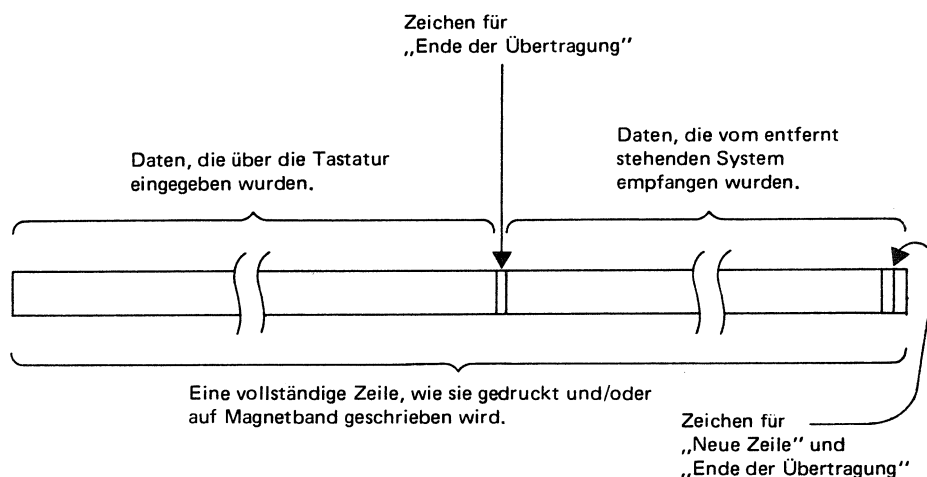 Zeichen für
„Ende der Übertragung"
Daten, die über die Tastatur
eingegeben wurden.
Daten, die vom entfernt
stehenden System
empfangen wurden.
Eine vollständige Zeile, wie sie gedruckt und/oder
auf Magnetband geschrieben wird.
Zeichen für
„Neue Zeile" und
„Ende der Übertragung"